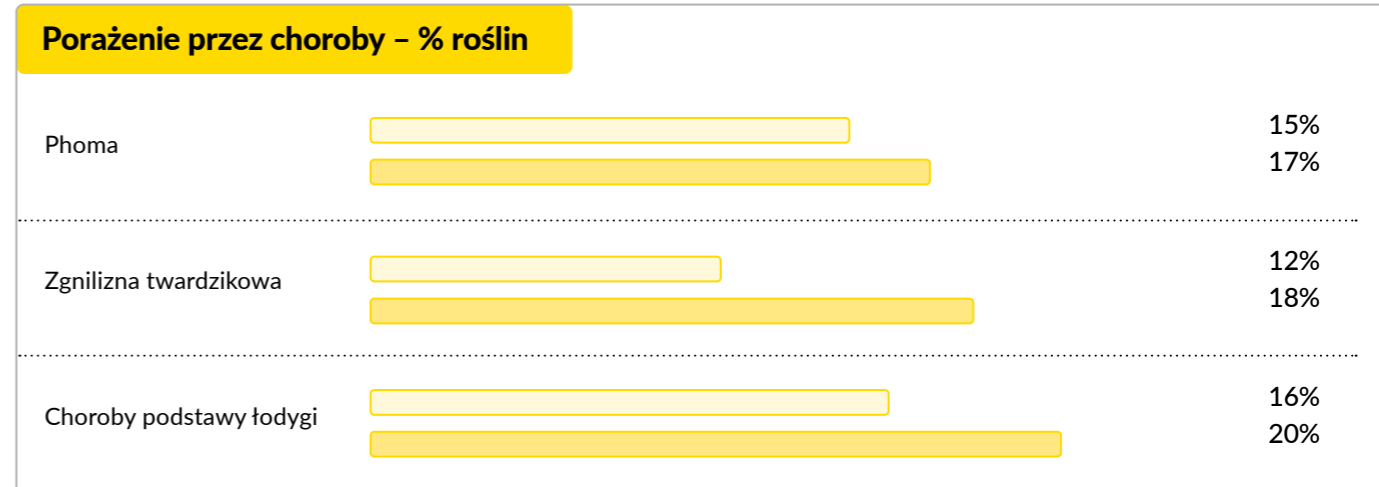 Porażenie przez choroby – % roślin
Phoma
15%
17%
Zgnilizna twardzikowa
12%
18%
Choroby podstawy łodygi
16%
20%